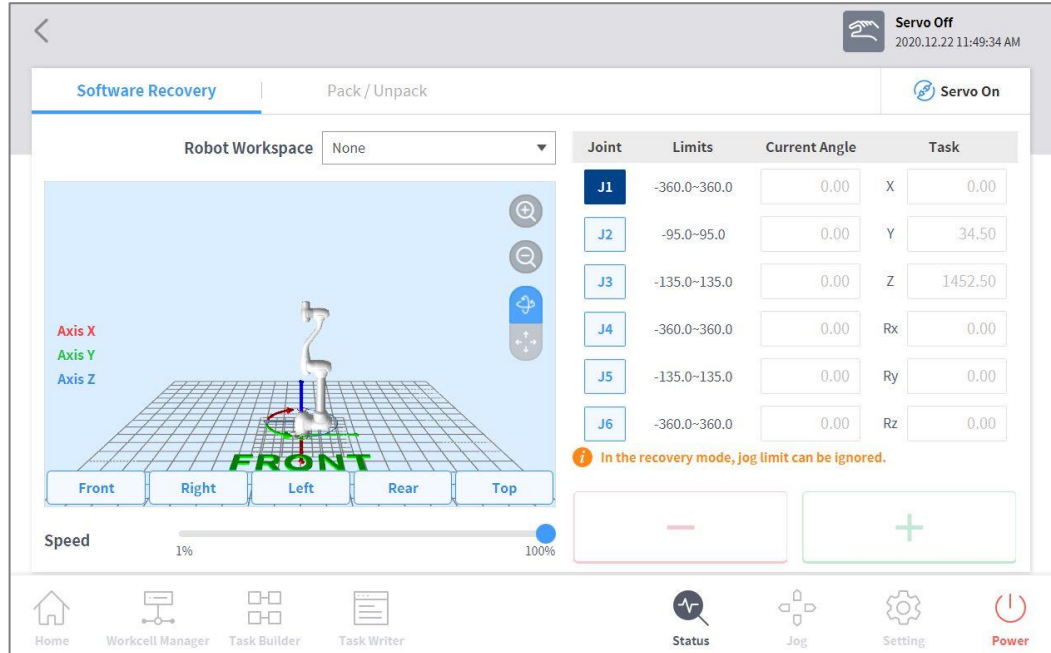 Servo Off
2020.12.22 11:49:34 AM
Software Recovery
Pack / Unpack
Servo On
Robot Workspace None
Joint Limits Current Angle Task
J1 -360.0~360.0 0.00 X 0.00
J2 -95.0~95.0 0.00 Y 34.50
J3 -135.0~135.0 0.00 Z 1452.50
J4 -360.0~360.0 0.00 Rx 0.00
J5 -135.0~135.0 0.00 Ry 0.00
J6 -360.0~360.0 0.00 Rz 0.00
Axis X
Axis Y
Axis Z
FRONT
Front Right Left Rear Top
Speed 1% 100%
i In the recovery mode, jog limit can be ignored.
− +
Home Workcell Manager Task Builder Task Writer Status Jog Setting Power